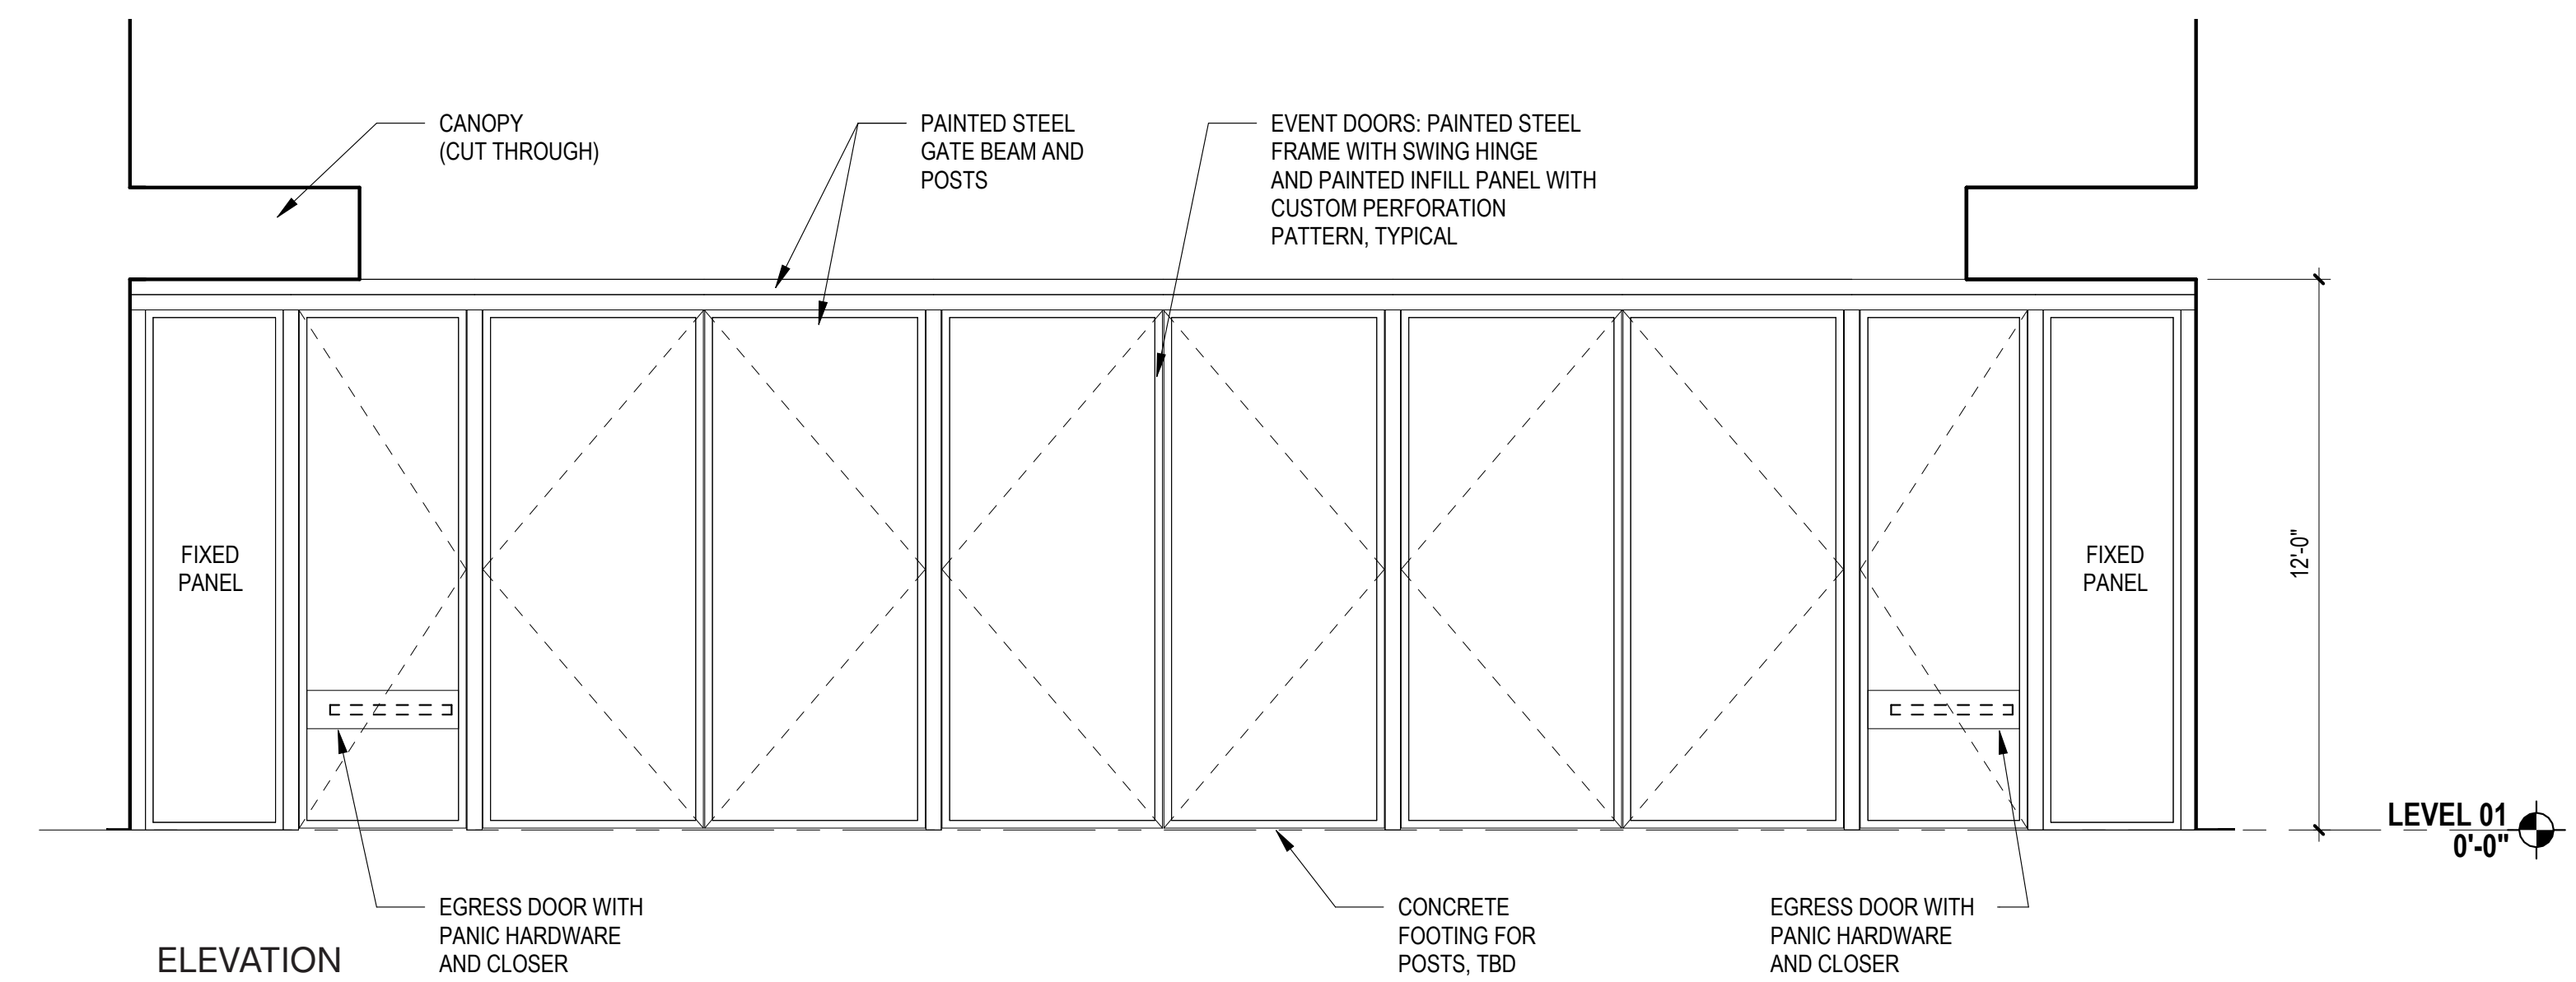 CANOPY
(CUT THROUGH)
PAINTED STEEL
GATE BEAM AND
POSTS
EVENT DOORS: PAINTED STEEL
FRAME WITH SWING HINGE
AND PAINTED INFILL PANEL WITH
CUSTOM PERFORATION
PATTERN, TYPICAL
FIXED
PANEL
FIXED
PANEL
12'-0"
LEVEL 01
0'-0"
EGRESS DOOR WITH
PANIC HARDWARE
AND CLOSER
CONCRETE
FOOTING FOR
POSTS, TBD
EGRESS DOOR WITH
PANIC HARDWARE
AND CLOSER
ELEVATION